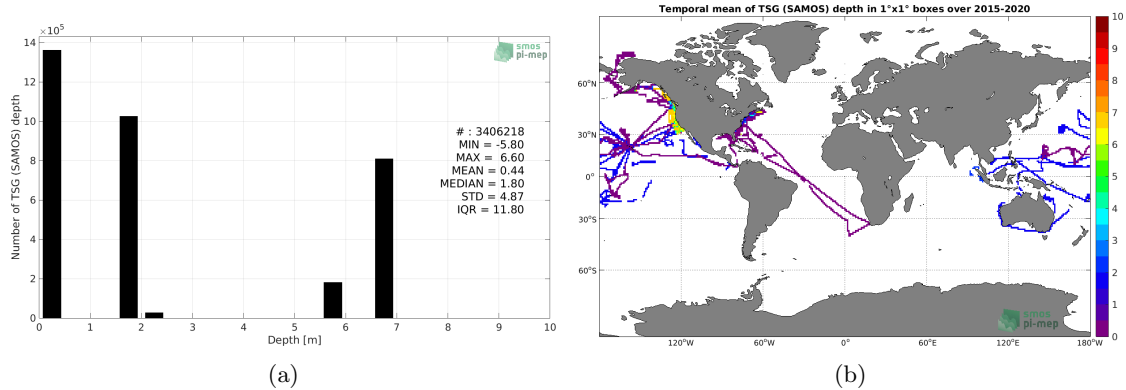 ×10⁵
14
12
10
8
6
4
2
0
0 1 2 3 4 5 6 7 8 9 10
Number of TSG (SAMOS) depth
Depth [m]
smos
pi-mep
# : 3406218
MIN = -5.80
MAX = 6.60
MEAN = 0.44
MEDIAN = 1.80
STD = 4.87
IQR = 11.80
(a)
Temporal mean of TSG (SAMOS) depth in 1°x1° boxes over 2015-2020
60°N
30°N
0°
30°S
60°S
120°W 60°W 0° 60°E 120°E 180°W
smos
pi-mep
10
9
8
7
6
5
4
3
2
1
0
(b)